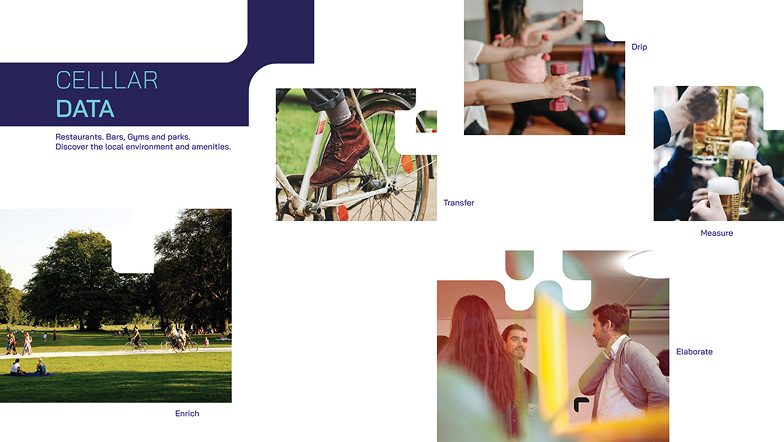 CELLLAR
DATA
Restaurants. Bars, Gyms and parks.
Discover the local environment and amenities.
Drip
Transfer
Measure
Elaborate
Enrich